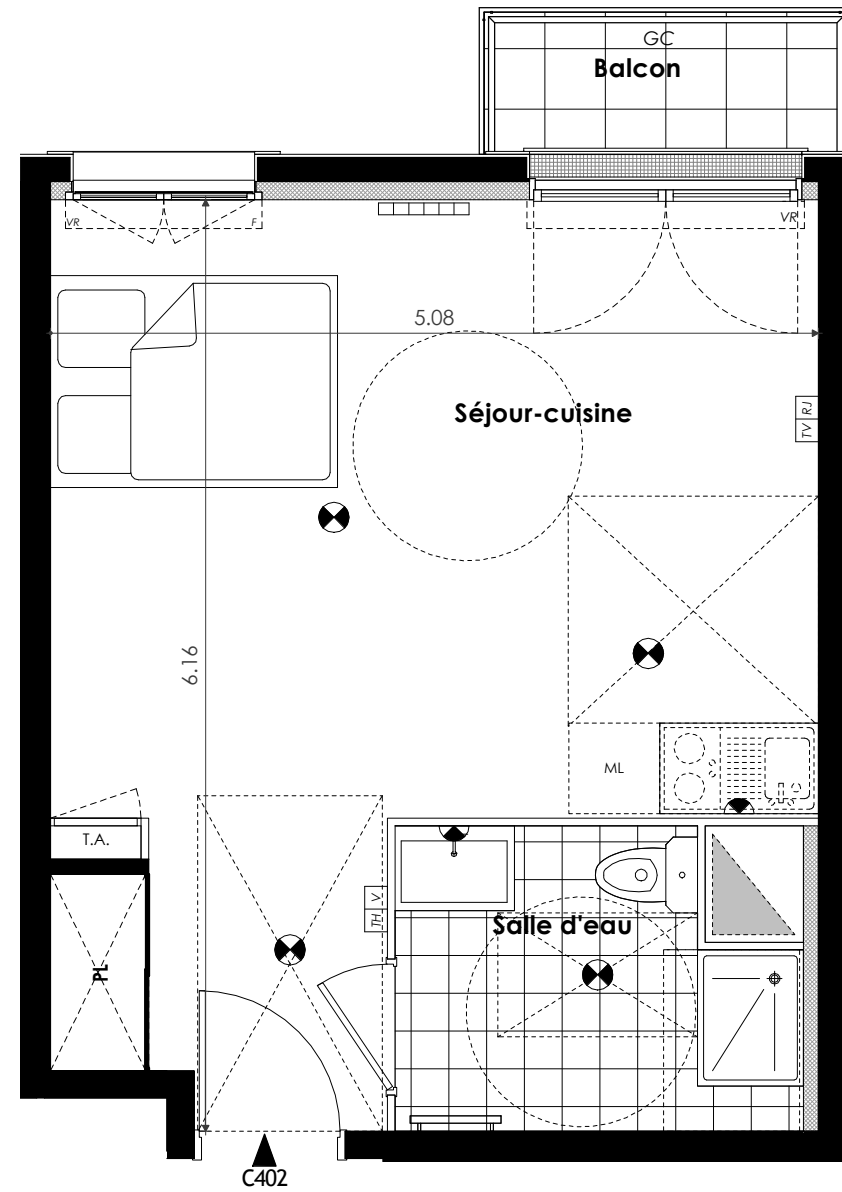 GC
Balcon
VR
F
VR
5.08
Séjour-cuisine
RJ
TV
6.16
ML
T.A.
V
TH
Salle d'eau
PL
C402